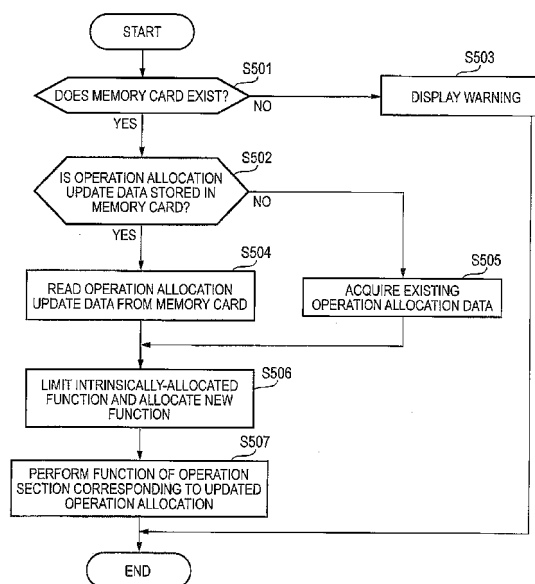 START
S501
DOES MEMORY CARD EXIST?
NO
YES
S503
DISPLAY WARNING
S502
IS OPERATION ALLOCATION
UPDATE DATA STORED IN
MEMORY CARD?
NO
YES
S504
READ OPERATION ALLOCATION
UPDATE DATA FROM MEMORY CARD
S505
ACQUIRE EXISTING
OPERATION ALLOCATION DATA
S506
LIMIT INTRINSICALLY-ALLOCATED
FUNCTION AND ALLOCATE NEW
FUNCTION
S507
PERFORM FUNCTION OF OPERATION
SECTION CORRESPONDING TO UPDATED
OPERATION ALLOCATION
END